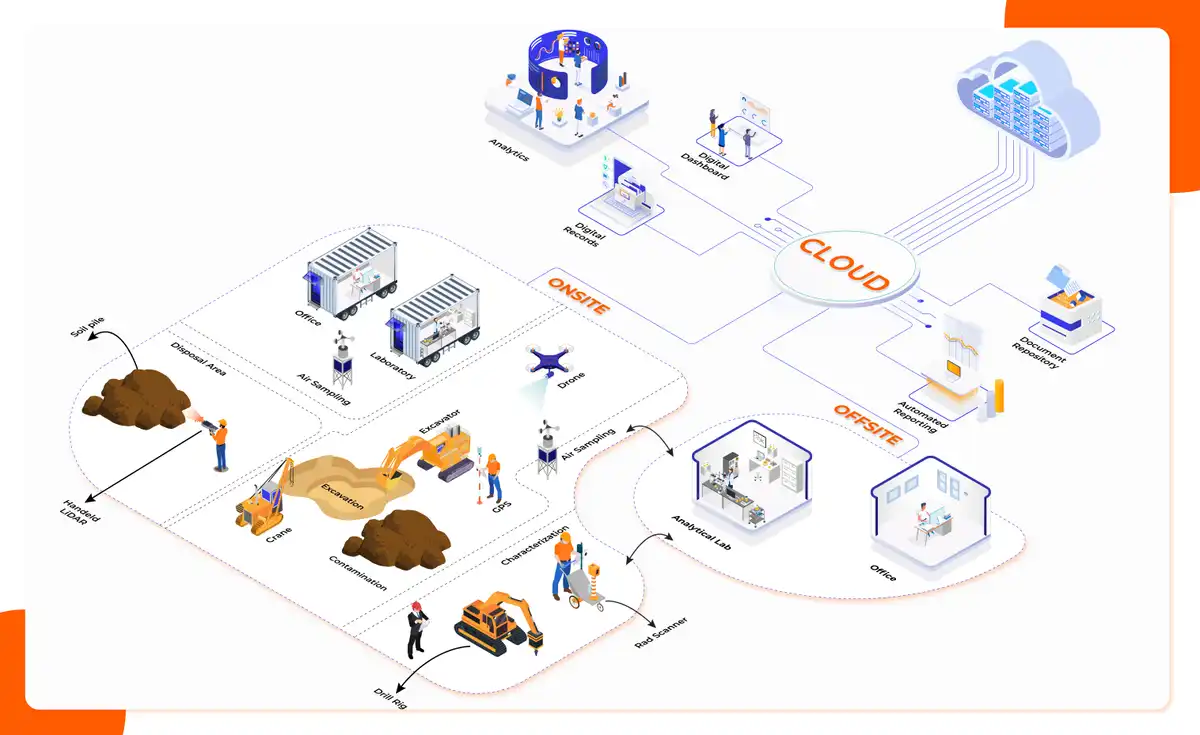 Analytics
Digital
Dashboard
Digital
Records
CLOUD
ONSITE
Office
Laboratory
Air Sampling
Soil pile
Disposal Area
Drone
Document
Repository
Automated
Reporting
OFFSITE
Excavator
Air Sampling
Excavation
GPS
Handeld
LiDAR
Crane
Contamination
Characterization
Analytical Lab
Office
Rad Scanner
Drill Rig